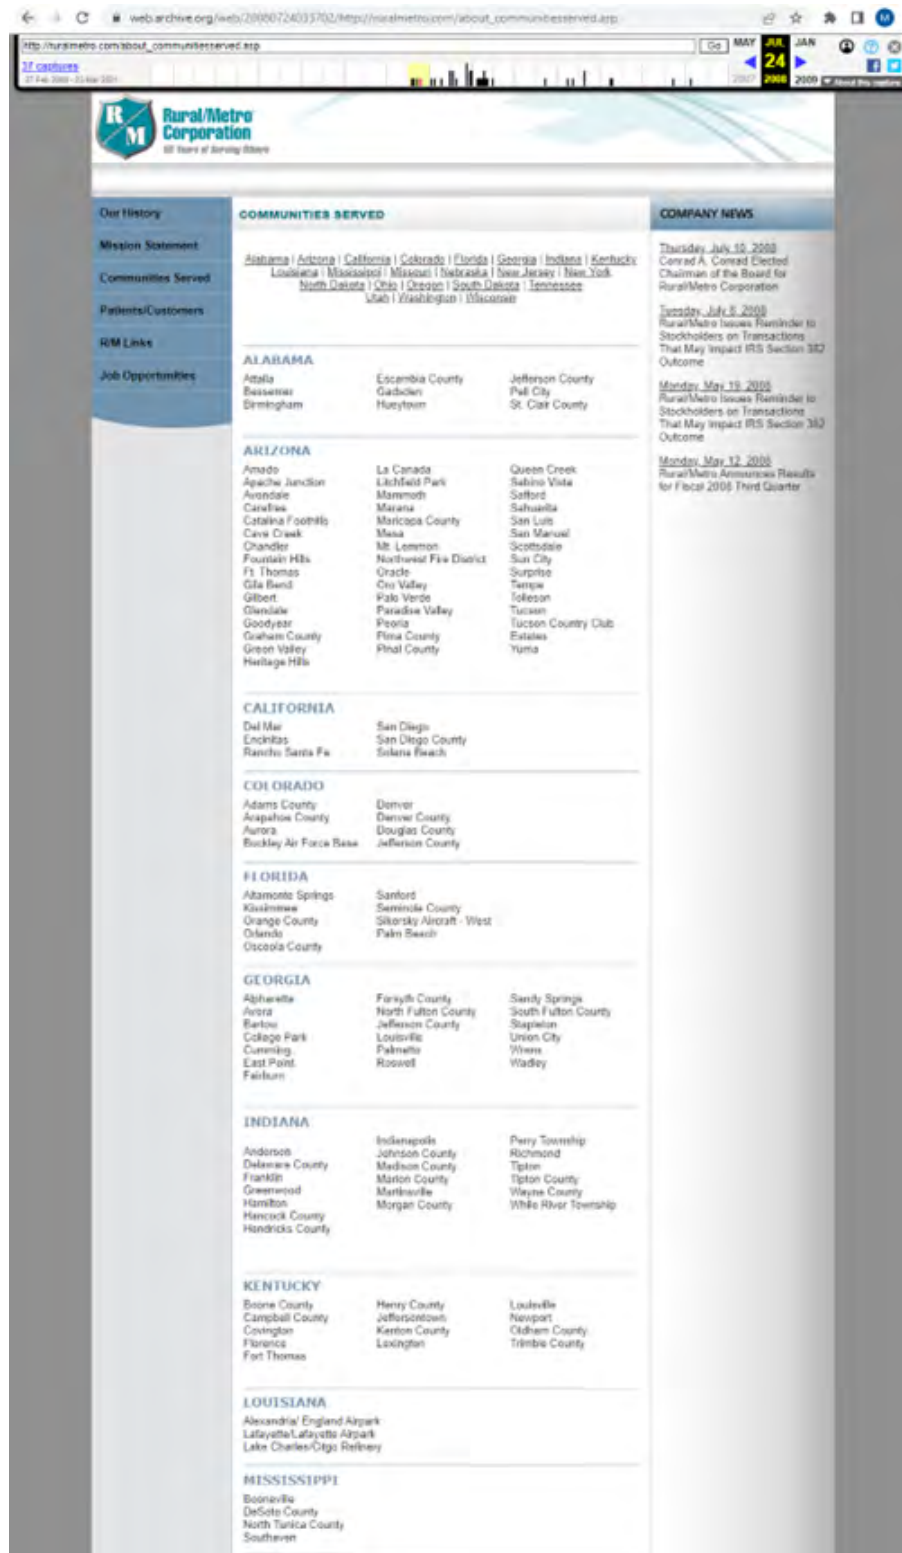 web.archive.org/web/20080724033702/http://ruralmetro.com/about_communitiesserved.asp
http://ruralmetro.com/about_communitiesserved.asp
Go
MAY JUL JAN
37 captures
24
2007 2008 2009
About this capture
R/M
Rural/Metro
Corporation
60 Years of Serving Others
Our History
Mission Statement
Communities Served
Patients/Customers
R/M Links
Job Opportunities
COMMUNITIES SERVED
Alabama | Arizona | California | Colorado | Florida | Georgia | Indiana | Kentucky
Louisiana | Mississippi | Missouri | Nebraska | New Jersey | New York
North Dakota | Ohio | Oregon | South Dakota | Tennessee
Utah | Washington | Wisconsin
ALABAMA
Attalla Escambia County Jefferson County
Bessemer Gadsden Pell City
Birmingham Hueytown St. Clair County
ARIZONA
Amado La Canada Queen Creek
Apache Junction Litchfield Park Sabino Vista
Avondale Mammoth Safford
Carefree Marana Sahuarita
Catalina Foothills Maricopa County San Luis
Cave Creek Mesa San Manuel
Chandler Mt. Lemmon Scottsdale
Fountain Hills Northwest Fire District Sun City
Ft. Thomas Oracle Surprise
Gila Bend Oro Valley Tempe
Gilbert Palo Verde Tolleson
Glendale Paradise Valley Tucson
Goodyear Peoria Tucson Country Club
Graham County Pima County Estates
Green Valley Pinal County Yuma
Heritage Hills
CALIFORNIA
Del Mar San Diego
Encinitas San Diego County
Rancho Santa Fe Solana Beach
COLORADO
Adams County Denver
Arapahoe County Denver County
Aurora Douglas County
Buckley Air Force Base Jefferson County
FLORIDA
Altamonte Springs Sanford
Kissimmee Seminole County
Orange County Sikorsky Aircraft - West
Orlando Palm Beach
Osceola County
GEORGIA
Alpharetta Forsyth County Sandy Springs
Avera North Fulton County South Fulton County
Bartow Jefferson County Stapleton
College Park Louisville Union City
Cumming Palmetto Wrens
East Point Roswell Wadley
Fairburn
INDIANA
Indianapolis Perry Township
Anderson Johnson County Richmond
Delaware County Madison County Tipton
Franklin Marion County Tipton County
Greenwood Martinsville Wayne County
Hamilton Morgan County White River Township
Hancock County
Hendricks County
KENTUCKY
Boone County Henry County Louisville
Campbell County Jeffersontown Newport
Covington Kenton County Oldham County
Florence Lexington Trimble County
Fort Thomas
LOUISIANA
Alexandria/ England Airpark
Lafayette/Lafayette Airpark
Lake Charles/Citgo Refinery
MISSISSIPPI
Booneville
DeSoto County
North Tunica County
Southaven
COMPANY NEWS
Thursday, July 10, 2008
Conrad A. Conrad Elected
Chairman of the Board for
Rural/Metro Corporation
Tuesday, July 8, 2008
Rural/Metro Issues Reminder to
Stockholders on Transactions
That May Impact IRS Section 382
Outcome
Monday, May 19, 2008
Rural/Metro Issues Reminder to
Stockholders on Transactions
That May Impact IRS Section 382
Outcome
Monday, May 12, 2008
Rural/Metro Announces Results
for Fiscal 2008 Third Quarter